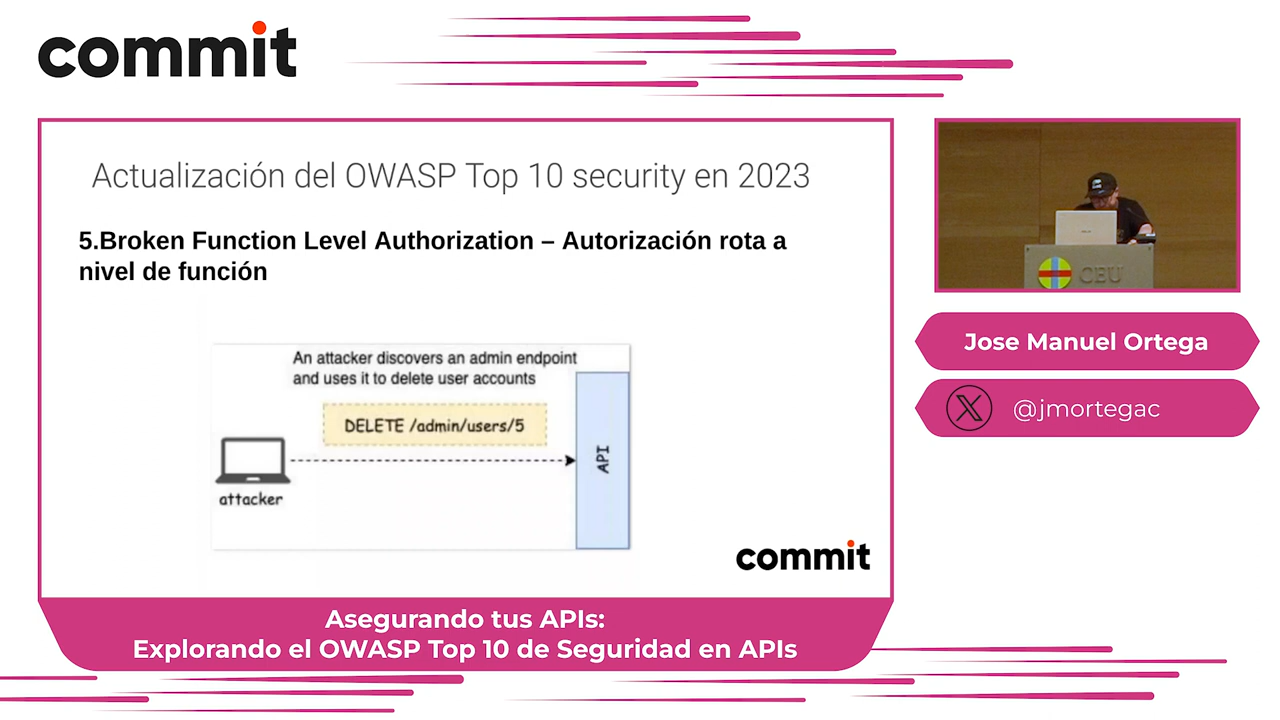 commit
Actualización del OWASP Top 10 security en 2023
5.Broken Function Level Authorization – Autorización rota a
nivel de función
An attacker discovers an admin endpoint
and uses it to delete user accounts
DELETE /admin/users/5
API
attacker
commit
CEU
Jose Manuel Ortega
@jmortegac
Asegurando tus APIs:
Explorando el OWASP Top 10 de Seguridad en APIs